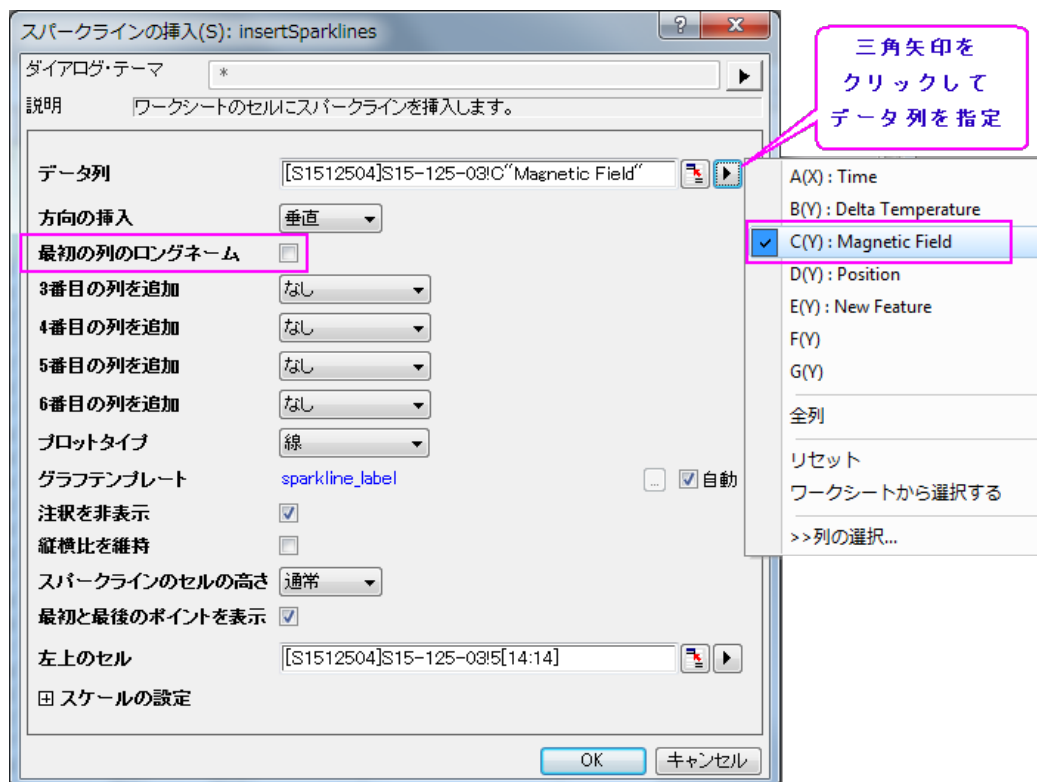 スパークラインの挿入(S): insertSparklines
ダイアログ・テーマ
*
説明
ワークシートのセルにスパークラインを挿入します。
データ列
[S1512504]S15-125-03!C"Magnetic Field"
方向の挿入
垂直
最初の列のロングネーム
3番目の列を追加
なし
4番目の列を追加
なし
5番目の列を追加
なし
6番目の列を追加
なし
プロットタイプ
線
グラフテンプレート
sparkline_label
...
自動
注釈を非表示
縦横比を維持
スパークラインのセルの高さ
通常
最初と最後のポイントを表示
左上のセル
[S1512504]S15-125-03!5[14:14]
スケールの設定
OK
キャンセル
三角矢印を
クリックして
データ列を指定
A(X) : Time
B(Y) : Delta Temperature
C(Y) : Magnetic Field
D(Y) : Position
E(Y) : New Feature
F(Y)
G(Y)
全列
リセット
ワークシートから選択する
>>列の選択...